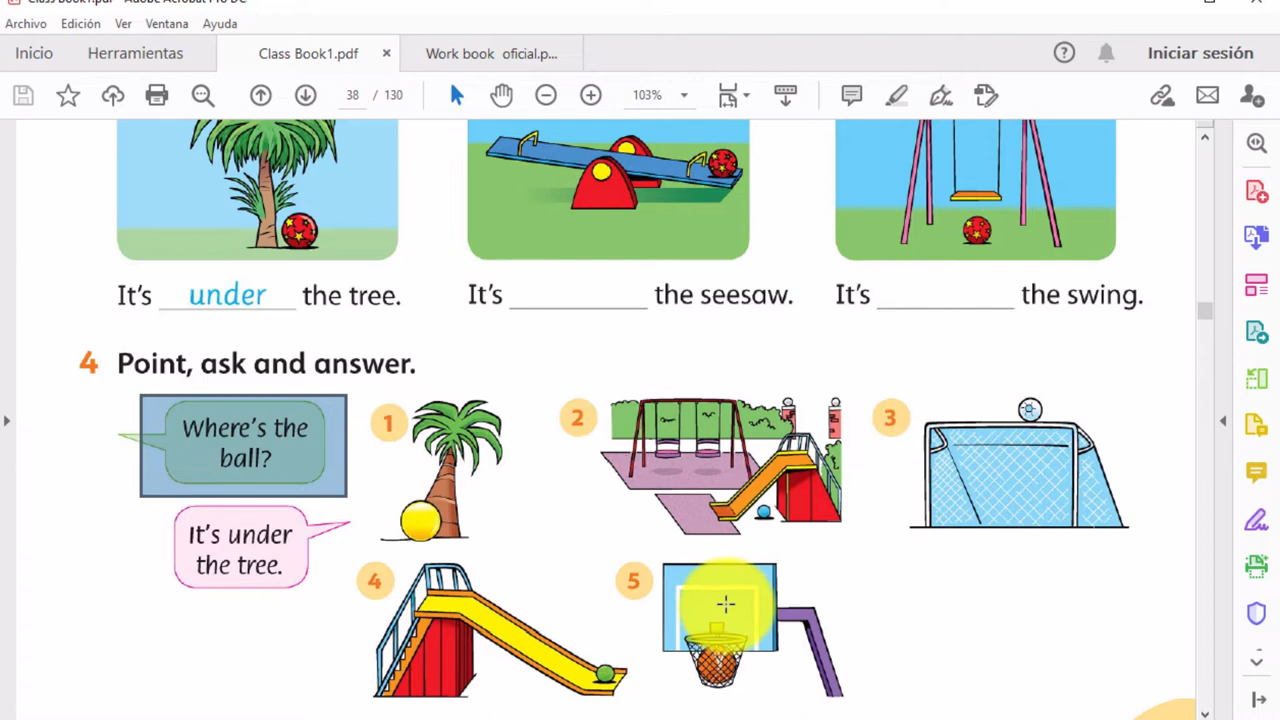 Archivo Edición Ver Ventana Ayuda
Inicio Herramientas Class Book1.pdf × Work book oficial.p... Iniciar sesión
38 / 130 103%
It's under the tree. It's the seesaw. It's the swing.
4 Point, ask and answer.
Where's the
ball?
It's under
the tree.
1
2
3
4
5